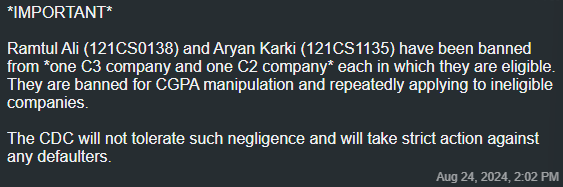 *IMPORTANT*
Ramtul Ali (121CS0138) and Aryan Karki (121CS1135) have been banned
from *one C3 company and one C2 company* each in which they are eligible.
They are banned for CGPA manipulation and repeatedly applying to ineligible
companies.
The CDC will not tolerate such negligence and will take strict action against
any defaulters.
Aug 24, 2024, 2:02 PM